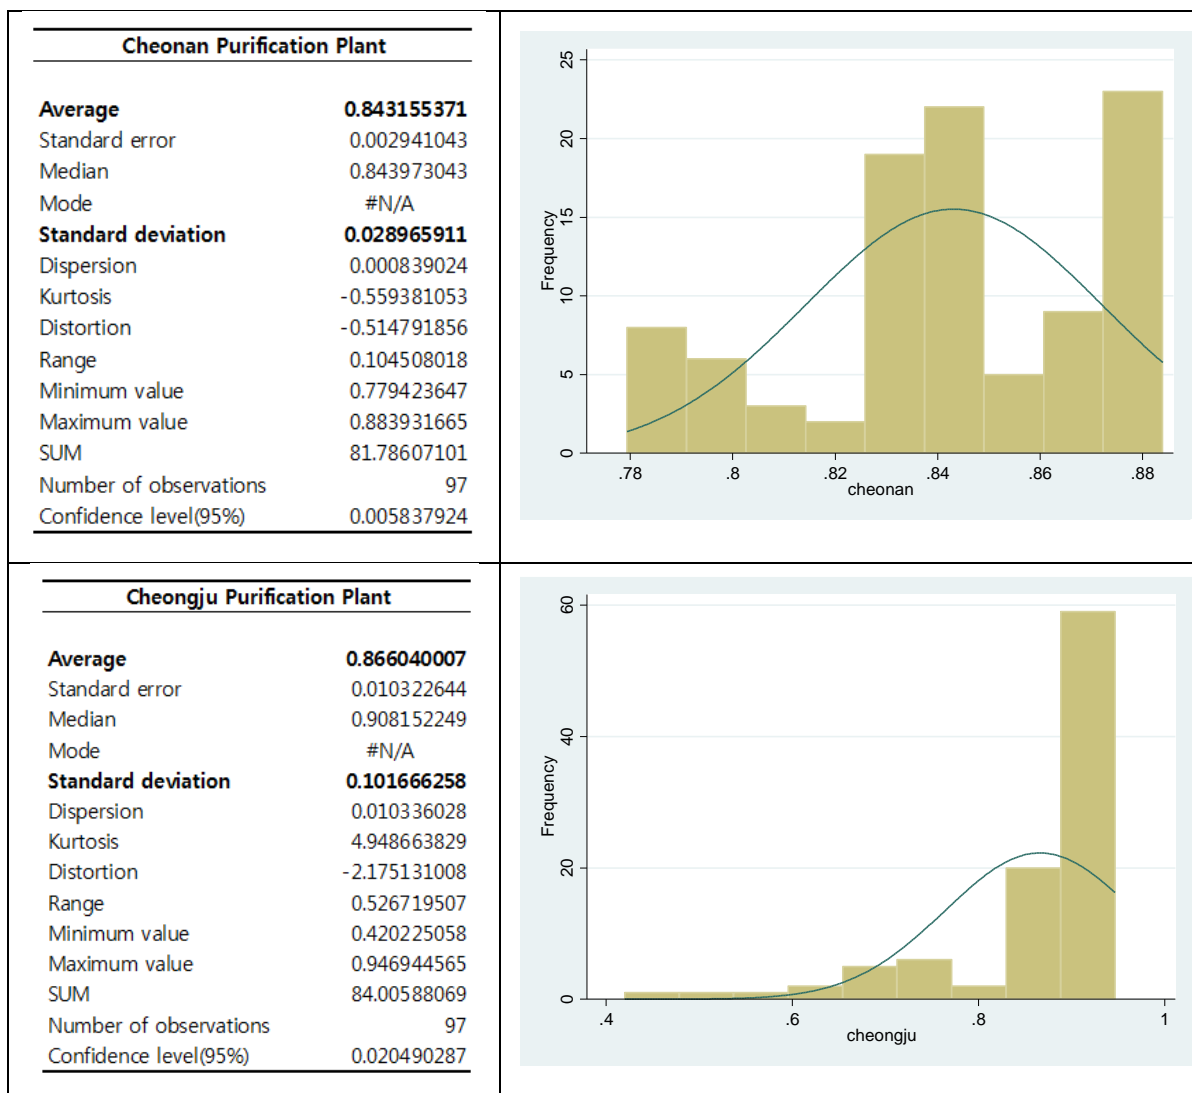 Cheonan Purification Plant
Average 0.843155371
Standard error 0.002941043
Median 0.843973043
Mode #N/A
Standard deviation 0.028965911
Dispersion 0.000839024
Kurtosis -0.559381053
Distortion -0.514791856
Range 0.104508018
Minimum value 0.779423647
Maximum value 0.883931665
SUM 81.78607101
Number of observations 97
Confidence level(95%) 0.005837924
25
20
15
10
5
0
Frequency
.78 .8 .82 .84 .86 .88
cheonan
Cheongju Purification Plant
Average 0.866040007
Standard error 0.010322644
Median 0.908152249
Mode #N/A
Standard deviation 0.101666258
Dispersion 0.010336028
Kurtosis 4.948663829
Distortion -2.175131008
Range 0.526719507
Minimum value 0.420225058
Maximum value 0.946944565
SUM 84.00588069
Number of observations 97
Confidence level(95%) 0.020490287
60
40
20
0
Frequency
.4 .6 .8 1
cheongju